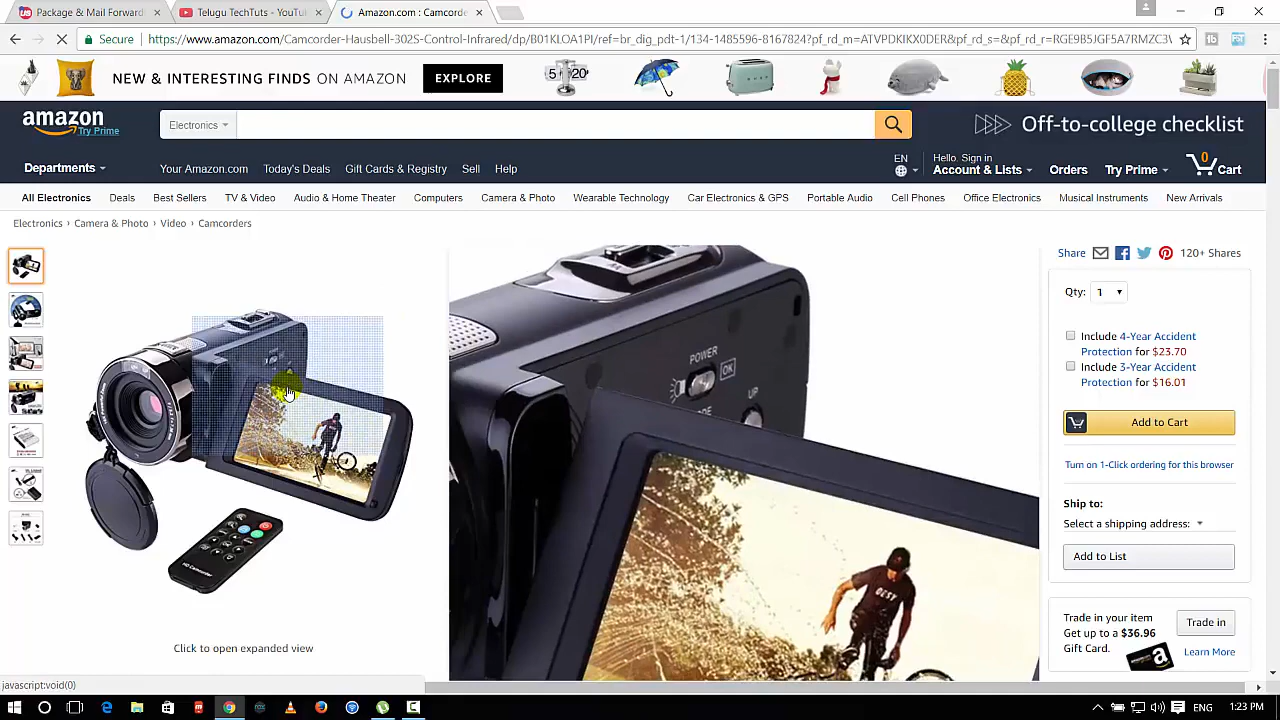 Package & Mail Forward
Telugu TechTuts - YouTu
Amazon.com : Camcorde
Secure
https://www.amazon.com/Camcorder-Hausbell-302S-Control-Infrared/dp/B01KLOA1PI/ref=br_dig_pdt-1/134-1485596-8167824?pf_rd_m=ATVPDKIKX0DER&pf_rd_s=&pf_rd_r=RGE9B5JGF5A7RMZC3V
NEW & INTERESTING FINDS ON AMAZON
EXPLORE
amazon
Try Prime
Electronics
Off-to-college checklist
Departments
Your Amazon.com
Today's Deals
Gift Cards & Registry
Sell
Help
EN
Hello. Sign in
Account & Lists
Orders
Try Prime
0
Cart
All Electronics
Deals
Best Sellers
TV & Video
Audio & Home Theater
Computers
Camera & Photo
Wearable Technology
Car Electronics & GPS
Portable Audio
Cell Phones
Office Electronics
Musical Instruments
New Arrivals
Electronics › Camera & Photo › Video › Camcorders
Share
120+ Shares
Qty: 1
Include 4-Year Accident
Protection for $23.70
Include 3-Year Accident
Protection for $16.01
Add to Cart
Turn on 1-Click ordering for this browser
Ship to:
Select a shipping address:
Add to List
Trade in your item
Get up to a $36.96
Gift Card.
Trade in
Learn More
POWER
OK
UP
Click to open expanded view
javascript:void(0)
ENG
1:23 PM